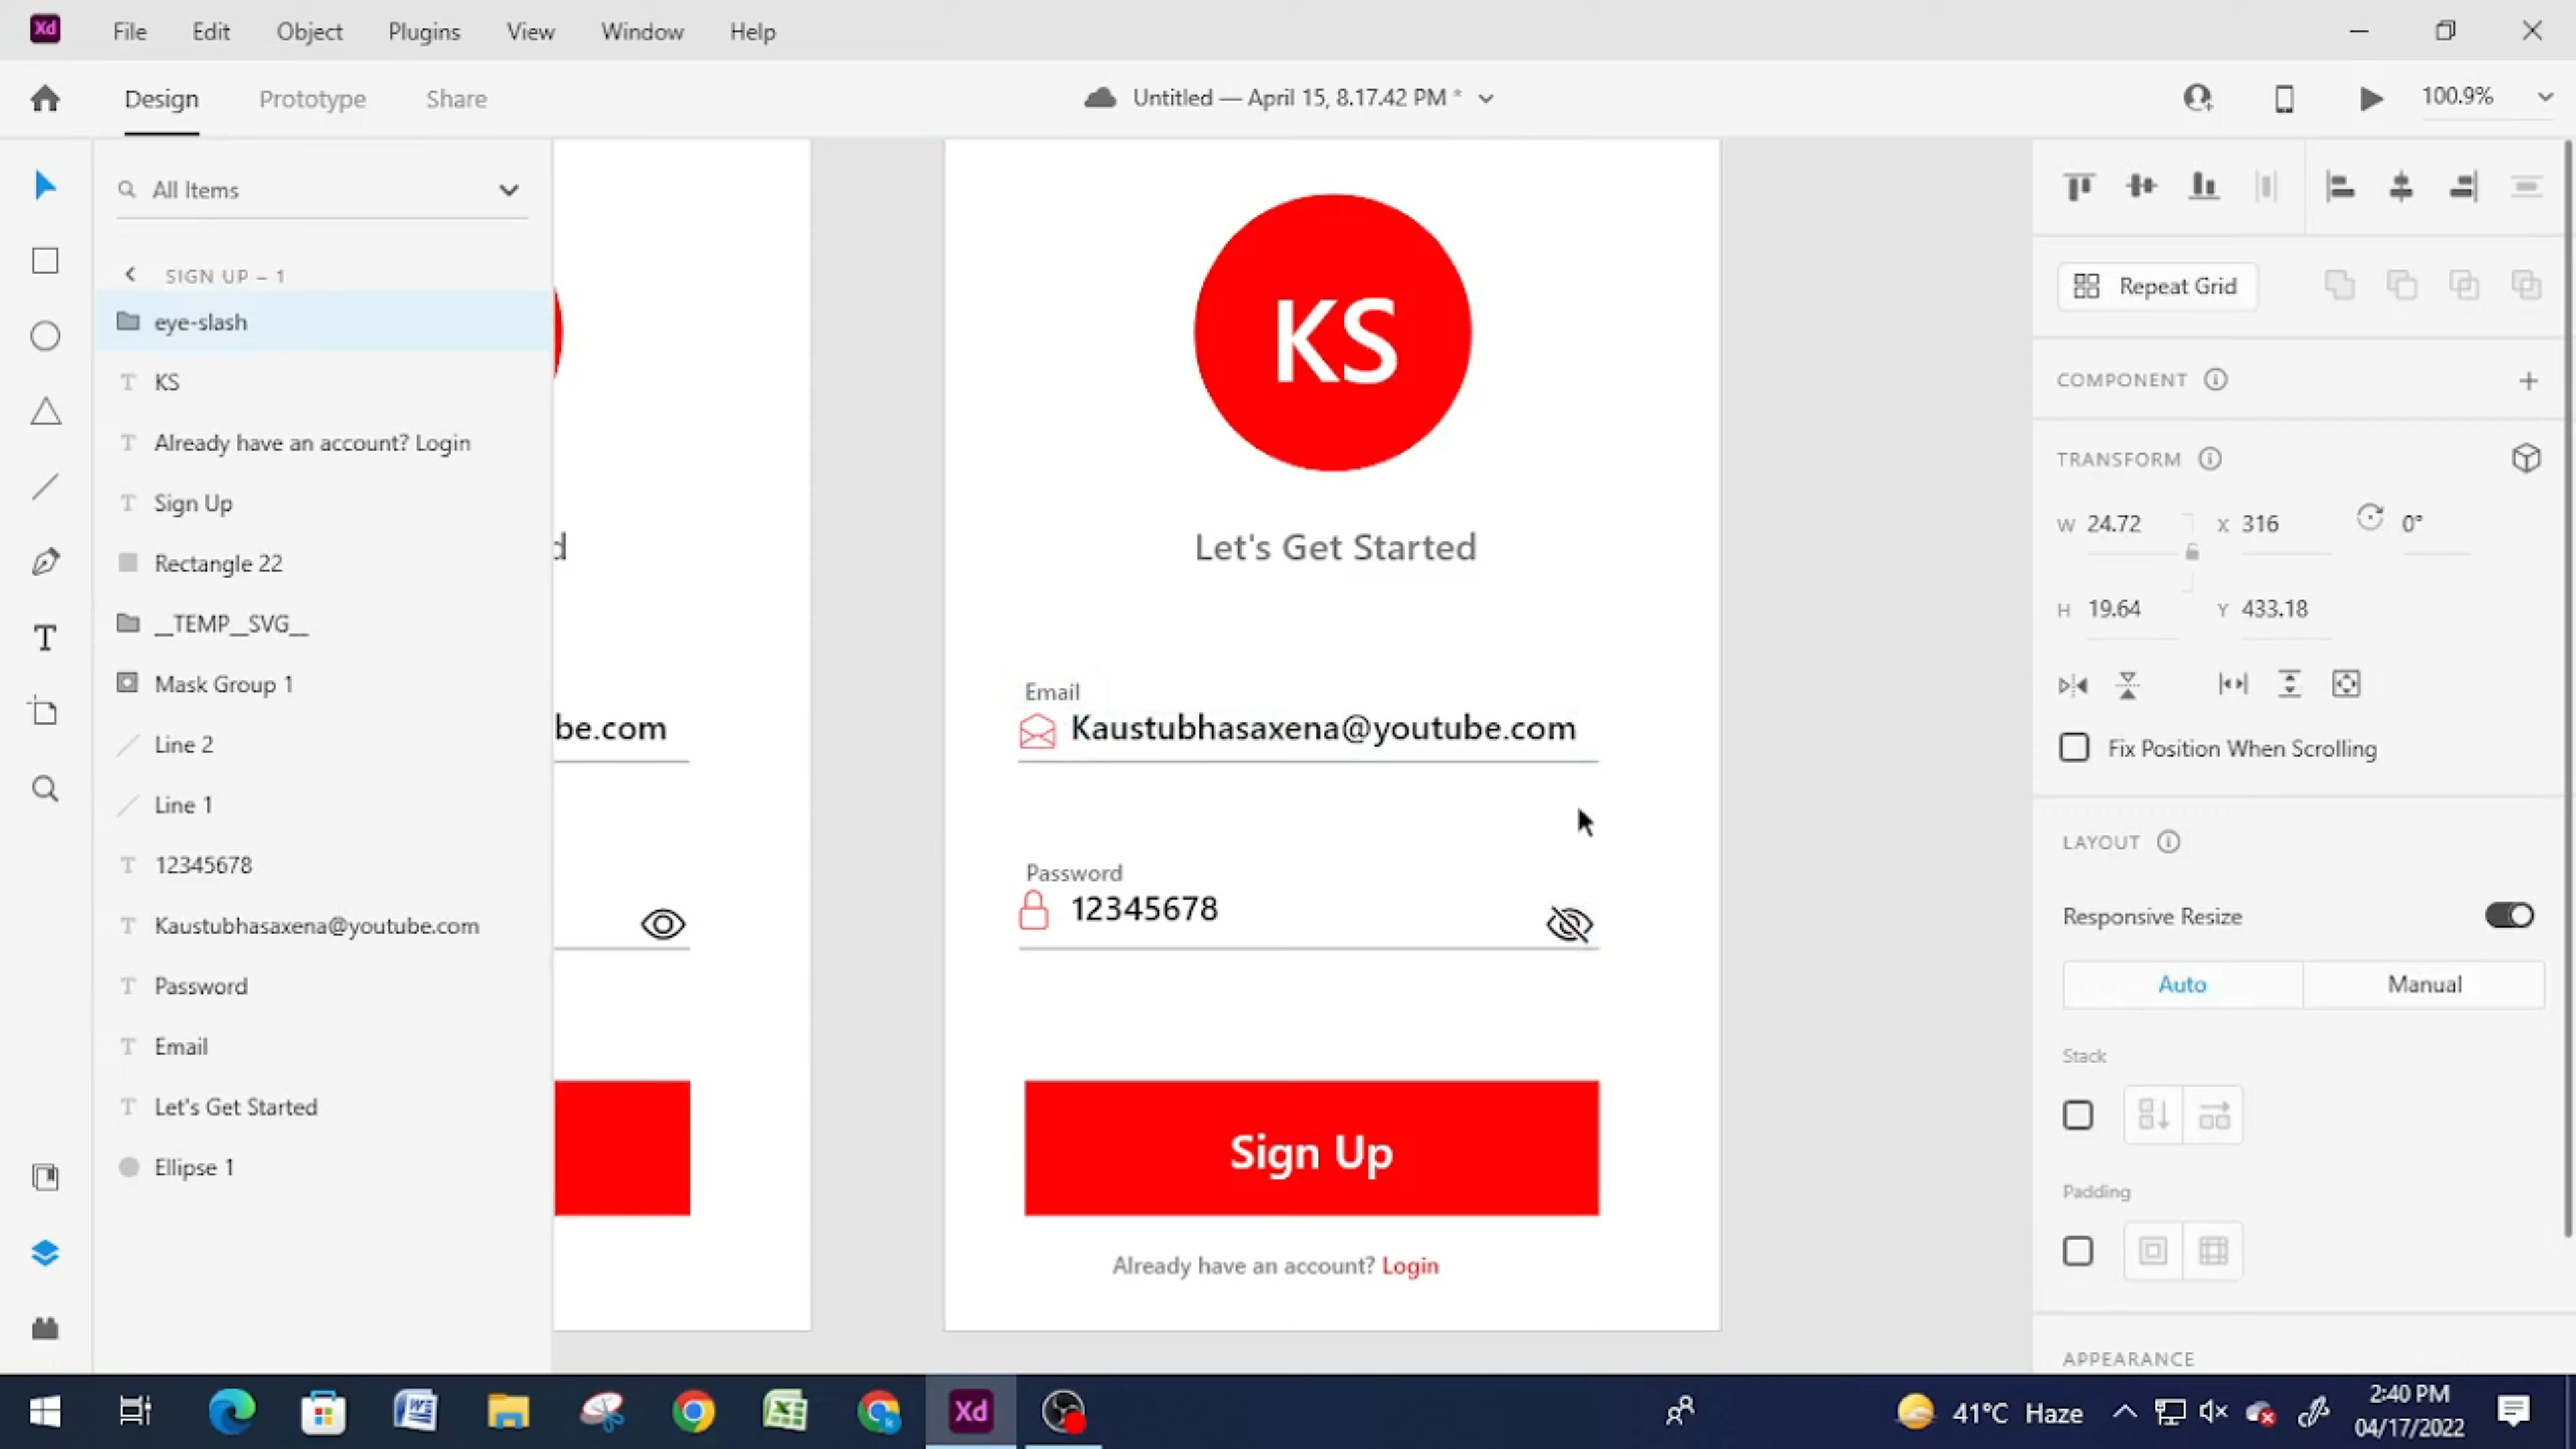 Xd File Edit Object Plugins View Window Help
Design Prototype Share
Untitled — April 15, 8.17.42 PM *
100.9%
All Items
SIGN UP – 1
eye-slash
KS
Already have an account? Login
Sign Up
Rectangle 22
__TEMP__SVG__
Mask Group 1
Line 2
Line 1
12345678
Kaustubhasaxena@youtube.com
Password
Email
Let's Get Started
Ellipse 1
d
be.com
KS
Let's Get Started
Email
Kaustubhasaxena@youtube.com
Password
12345678
Sign Up
Already have an account? Login
Repeat Grid
COMPONENT
TRANSFORM
W 24.72 X 316 0°
H 19.64 Y 433.18
Fix Position When Scrolling
LAYOUT
Responsive Resize
Auto Manual
Stack
Padding
APPEARANCE
Xd
41°C Haze
2:40 PM
04/17/2022